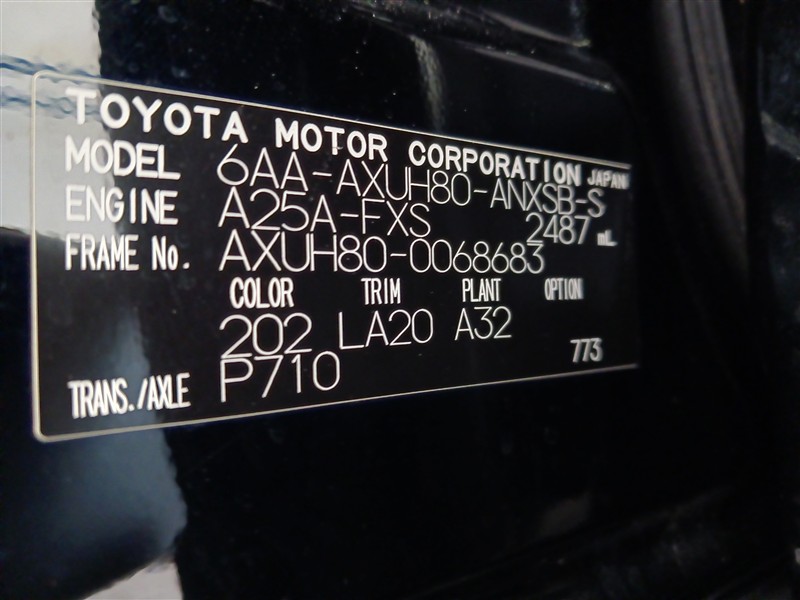 TOYOTA MOTOR CORPORATION JAPAN
MODEL 6AA-AXUH80-ANXSB-S
ENGINE A25A-FXS 2487 mL
FRAME No. AXUH80-0068683
COLOR TRIM PLANT OPTION
202 LA20 A32
TRANS./AXLE P710 773